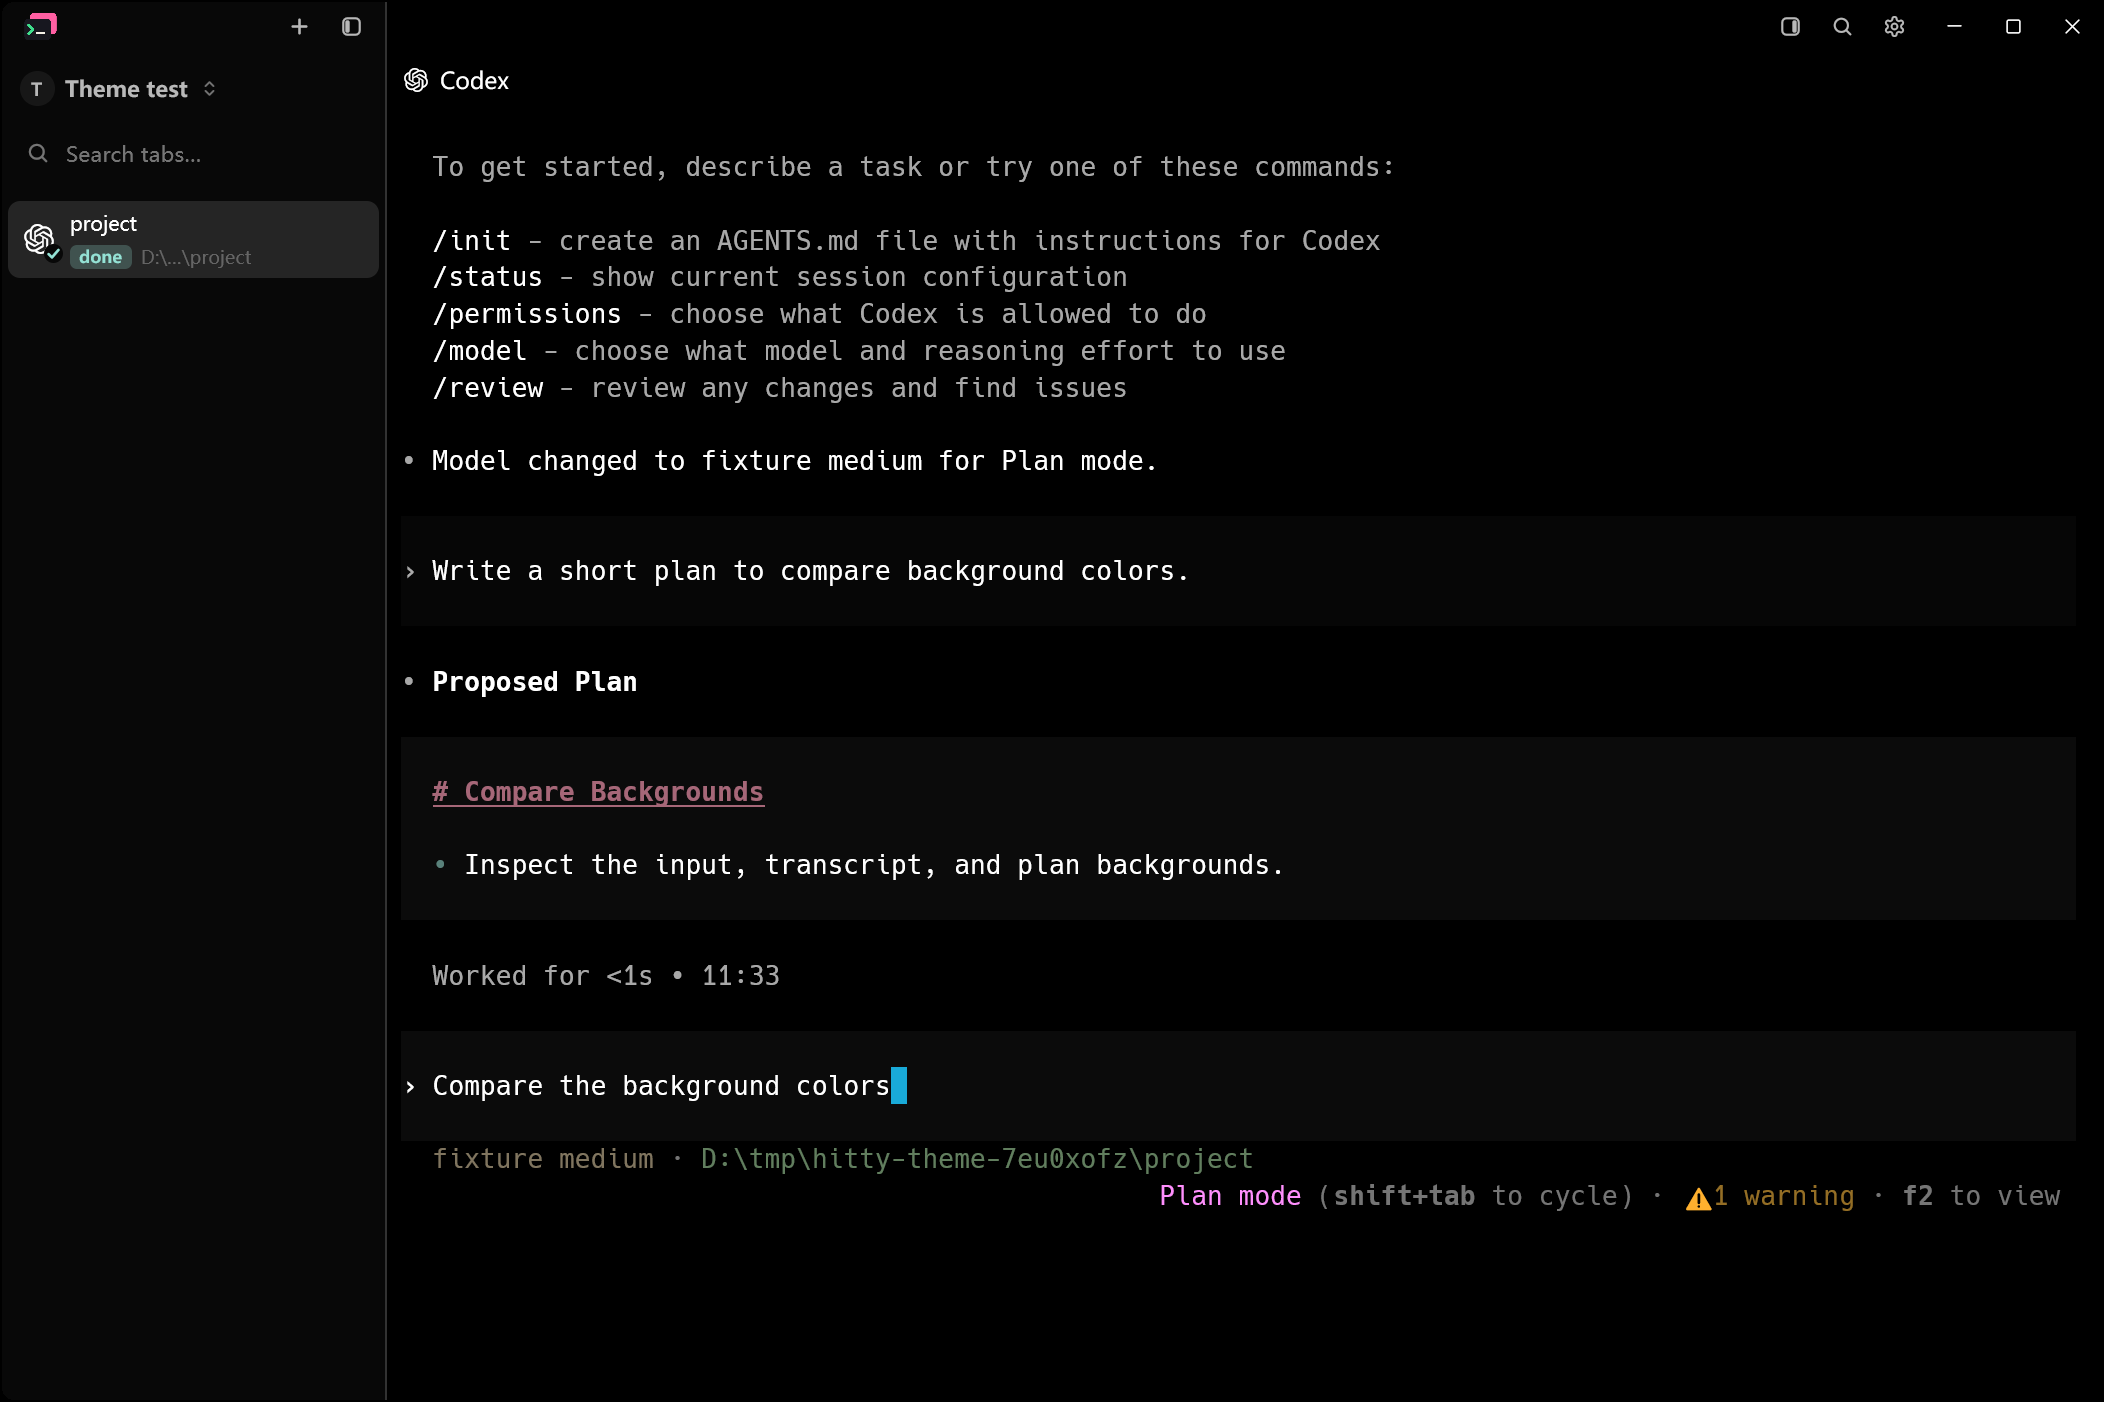 Theme test
T
Search tabs...
project
done D:\...\project
Codex
To get started, describe a task or try one of these commands:
/init - create an AGENTS.md file with instructions for Codex
/status - show current session configuration
/permissions - choose what Codex is allowed to do
/model - choose what model and reasoning effort to use
/review - review any changes and find issues
• Model changed to fixture medium for Plan mode.
› Write a short plan to compare background colors.
• Proposed Plan
# Compare Backgrounds
• Inspect the input, transcript, and plan backgrounds.
Worked for <1s • 11:33
› Compare the background colors
fixture medium · D:\tmp\hitty-theme-7eu0xofz\project
Plan mode (shift+tab to cycle) · ⚠1 warning · f2 to view